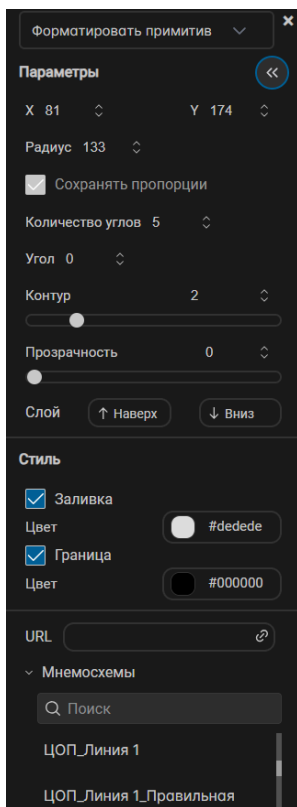 Форматировать примитив
Параметры
X 81 Y 174
Радиус 133
Сохранять пропорции
Количество углов 5
Угол 0
Контур 2
Прозрачность 0
Слой ↑ Наверх ↓ Вниз
Стиль
Заливка
Цвет #dedede
Граница
Цвет #000000
URL
Мнемосхемы
Поиск
ЦОП_Линия 1
ЦОП_Линия 1_Правильная